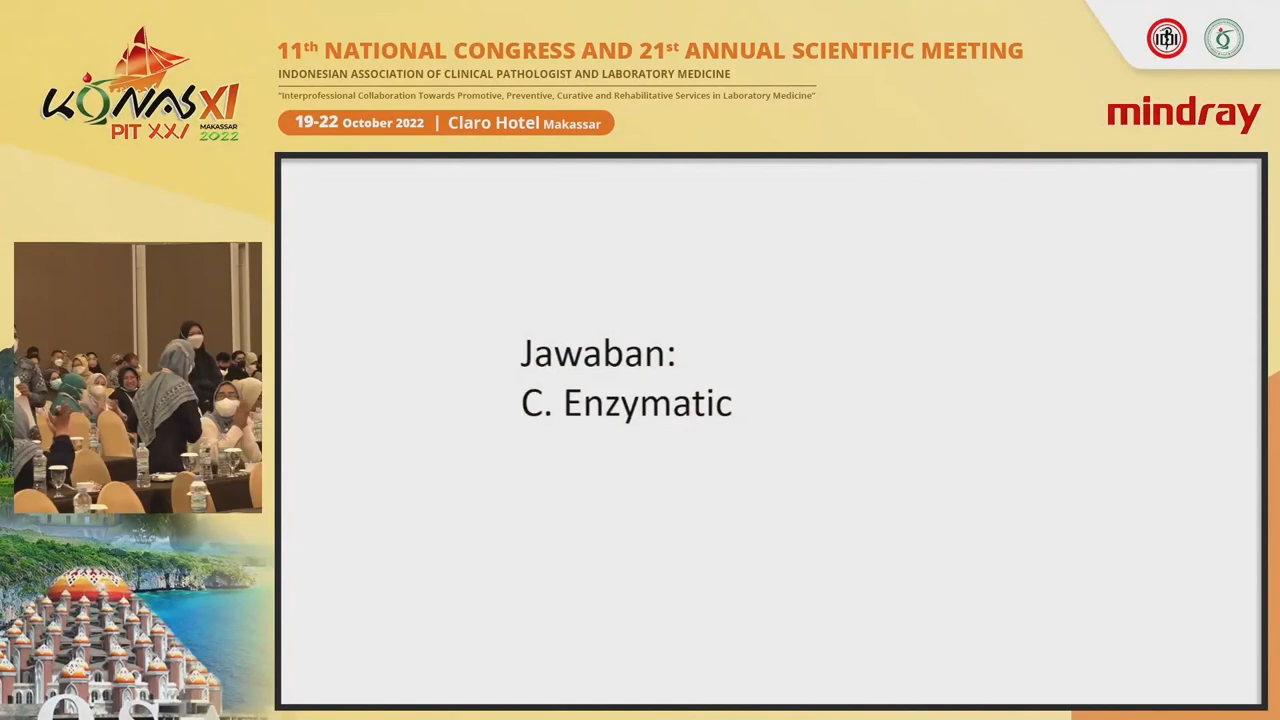 KONAS XI
PIT XXI
MAKASSAR
2022
11th NATIONAL CONGRESS AND 21st ANNUAL SCIENTIFIC MEETING
INDONESIAN ASSOCIATION OF CLINICAL PATHOLOGIST AND LABORATORY MEDICINE
"Interprofessional Collaboration Towards Promotive, Preventive, Curative and Rehabilitative Services in Laboratory Medicine"
19-22 October 2022 | Claro Hotel Makassar
mindray
Jawaban:
C. Enzymatic